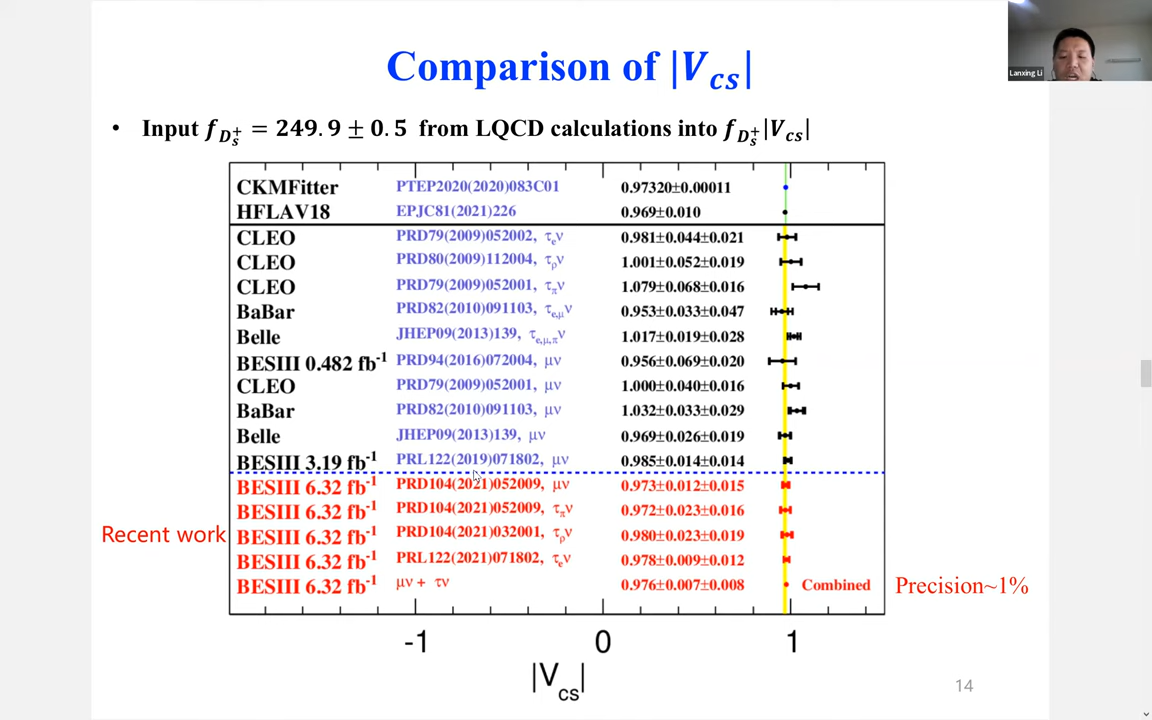 Comparison of |V_cs|
Lanxing Li
• Input f_{D_s^+} = 249.9 ± 0.5 from LQCD calculations into f_{D_s^+}|V_cs|
CKMFitter PTEP2020(2020)083C01 0.97320±0.00011
HFLAV18 EPJC81(2021)226 0.969±0.010
CLEO PRD79(2009)052002, τ_eν 0.981±0.044±0.021
CLEO PRD80(2009)112004, τ_ρν 1.001±0.052±0.019
CLEO PRD79(2009)052001, τ_πν 1.079±0.068±0.016
BaBar PRD82(2010)091103, τ_{e,μ}ν 0.953±0.033±0.047
Belle JHEP09(2013)139, τ_{e,μ,π}ν 1.017±0.019±0.028
BESIII 0.482 fb^-1 PRD94(2016)072004, μν 0.956±0.069±0.020
CLEO PRD79(2009)052001, μν 1.000±0.040±0.016
BaBar PRD82(2010)091103, μν 1.032±0.033±0.029
Belle JHEP09(2013)139, μν 0.969±0.026±0.019
BESIII 3.19 fb^-1 PRL122(2019)071802, μν 0.985±0.014±0.014
BESIII 6.32 fb^-1 PRD104(2021)052009, μν 0.973±0.012±0.015
BESIII 6.32 fb^-1 PRD104(2021)052009, τ_πν 0.972±0.023±0.016
Recent work
BESIII 6.32 fb^-1 PRD104(2021)032001, τ_ρν 0.980±0.023±0.019
BESIII 6.32 fb^-1 PRL122(2021)071802, τ_eν 0.978±0.009±0.012
BESIII 6.32 fb^-1 μν + τν 0.976±0.007±0.008 Combined Precision~1%
-1 0 1
|V_cs|
14